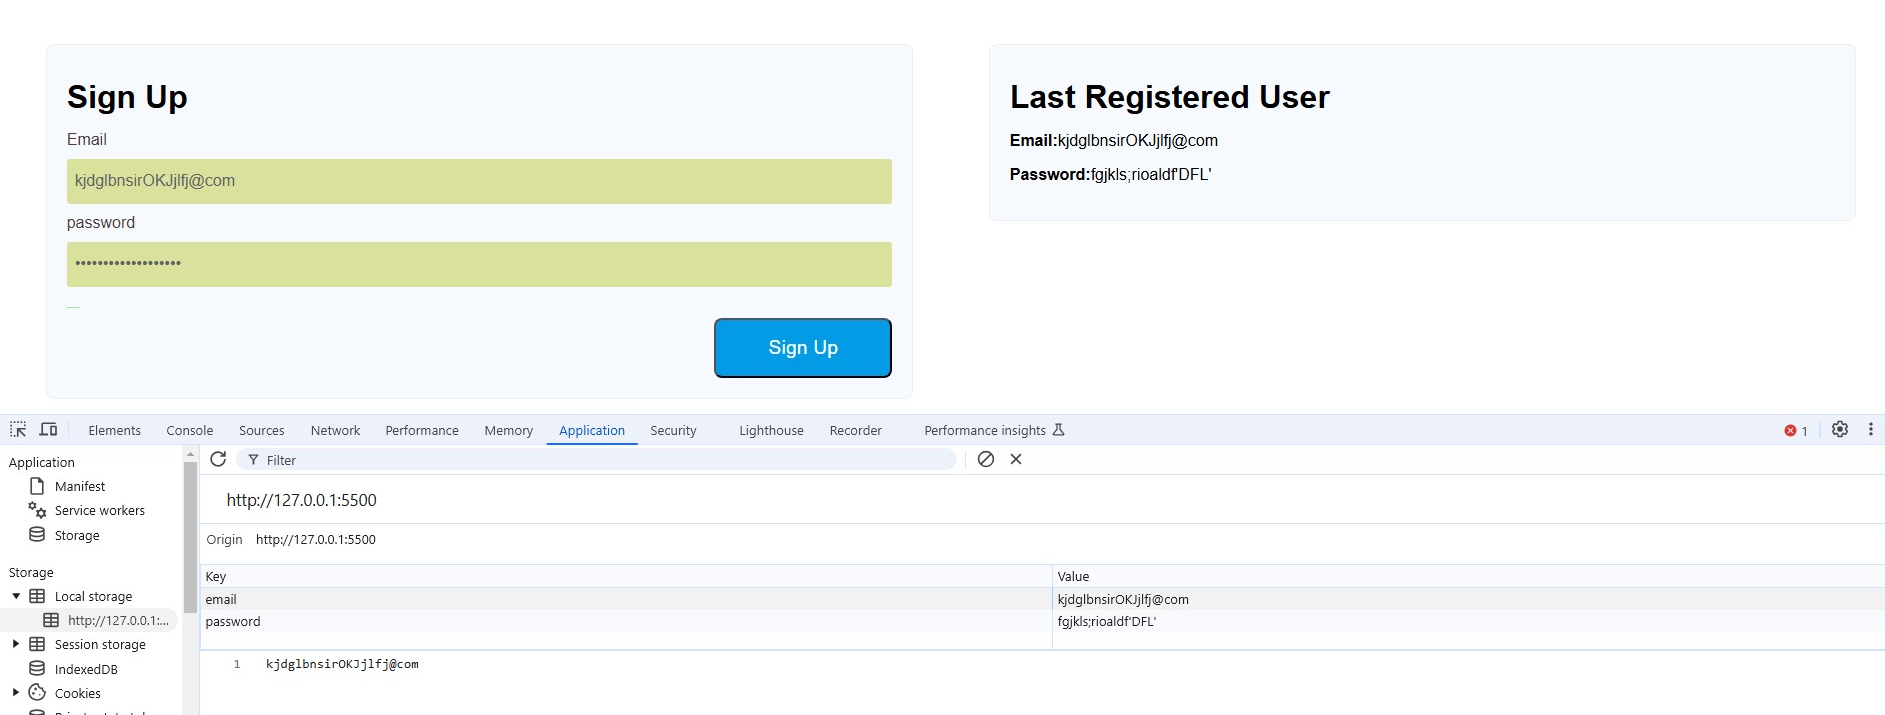 Sign Up
Email
kjdglbnsirOKJjlfj@com
password
•••••••••••••••••••
Sign Up
Last Registered User
Email:kjdglbnsirOKJjlfj@com
Password:fgjkls;rioaldf'DFL'
Elements Console Sources Network Performance Memory Application Security Lighthouse Recorder Performance insights 1
Application
Manifest
Service workers
Storage
Storage
Local storage
http://127.0.0.1:...
Session storage
IndexedDB
Cookies
Filter
http://127.0.0.1:5500
Origin http://127.0.0.1:5500
Key Value
email kjdglbnsirOKJjlfj@com
password fgjkls;rioaldf'DFL'
1 kjdglbnsirOKJjlfj@com